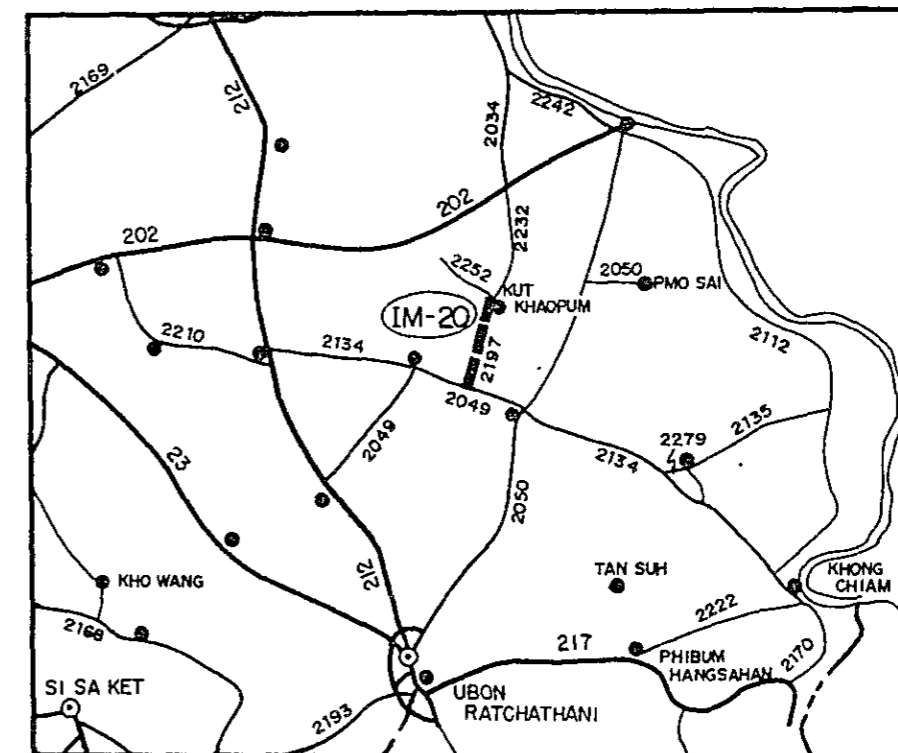 2169
212
2034
2242
202
202
2232
2252
2050
PMO SAI
KUT
KHAOPUM
IM-20
2197
2112
2210
2134
2049
2049
2279
2135
2134
23
2050
212
KHO WANG
TAN SUH
KHONG
CHIAM
2222
2168
217
PHIBUM
HANGSAHAN
2170
SI SA KET
UBON
RATCHATHANI
2193